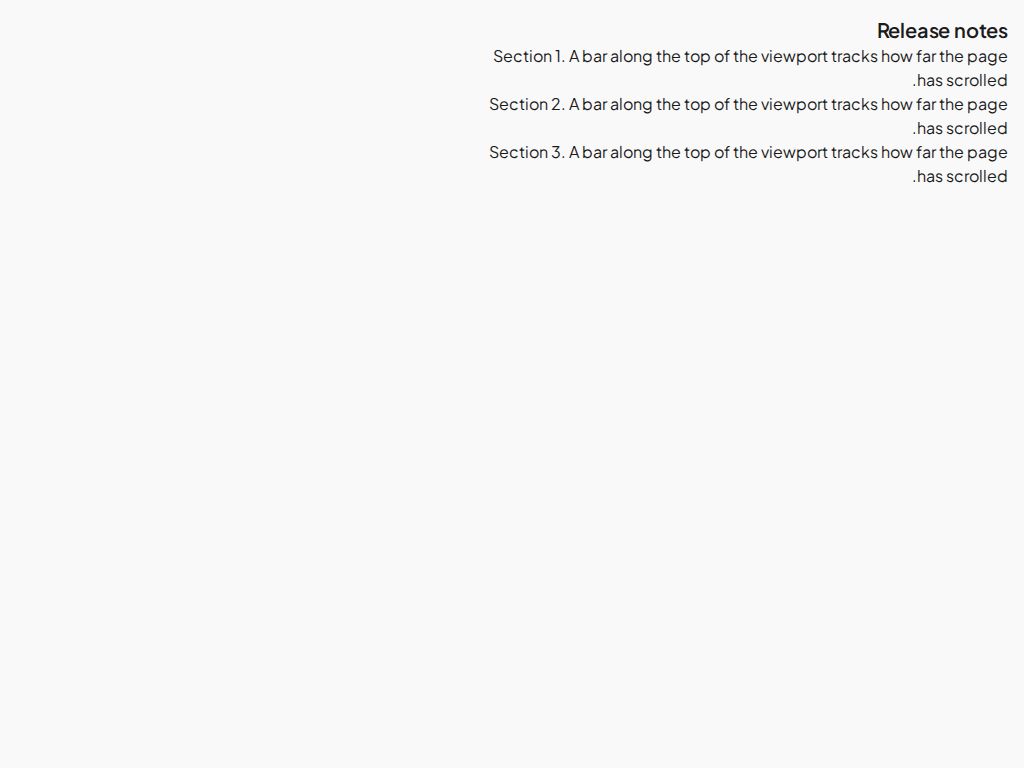 Release notes
Section 1. A bar along the top of the viewport tracks how far the page
has scrolled.
Section 2. A bar along the top of the viewport tracks how far the page
has scrolled.
Section 3. A bar along the top of the viewport tracks how far the page
has scrolled.